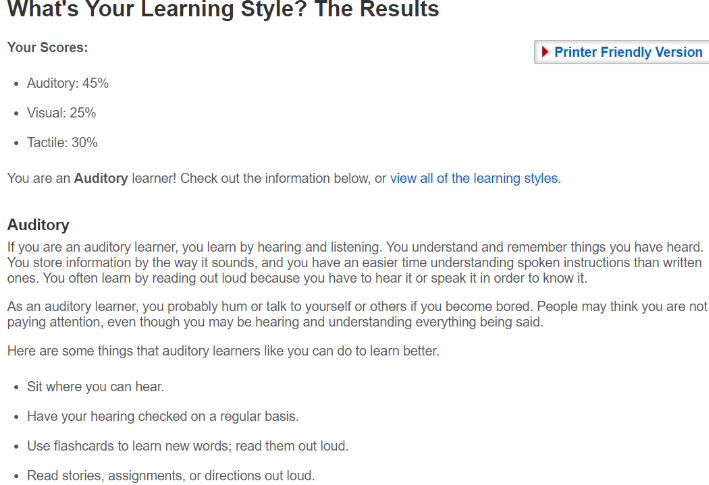 What's Your Learning Style? The Results
Your Scores:
Printer Friendly Version
• Auditory: 45%
• Visual: 25%
• Tactile: 30%
You are an Auditory learner! Check out the information below, or view all of the learning styles.
Auditory
If you are an auditory learner, you learn by hearing and listening. You understand and remember things you have heard.
You store information by the way it sounds, and you have an easier time understanding spoken instructions than written
ones. You often learn by reading out loud because you have to hear it or speak it in order to know it.
As an auditory learner, you probably hum or talk to yourself or others if you become bored. People may think you are not
paying attention, even though you may be hearing and understanding everything being said.
Here are some things that auditory learners like you can do to learn better.
• Sit where you can hear.
• Have your hearing checked on a regular basis.
• Use flashcards to learn new words; read them out loud.
• Read stories, assignments, or directions out loud.